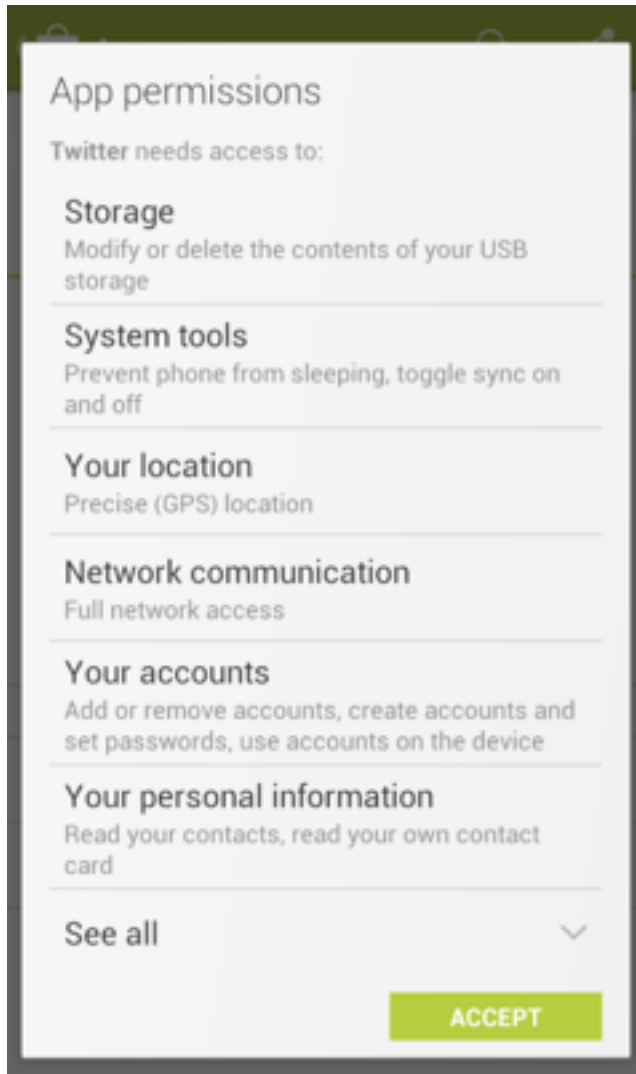 App permissions
Twitter needs access to:
Storage
Modify or delete the contents of your USB
storage
System tools
Prevent phone from sleeping, toggle sync on
and off
Your location
Precise (GPS) location
Network communication
Full network access
Your accounts
Add or remove accounts, create accounts and
set passwords, use accounts on the device
Your personal information
Read your contacts, read your own contact
card
See all
ACCEPT